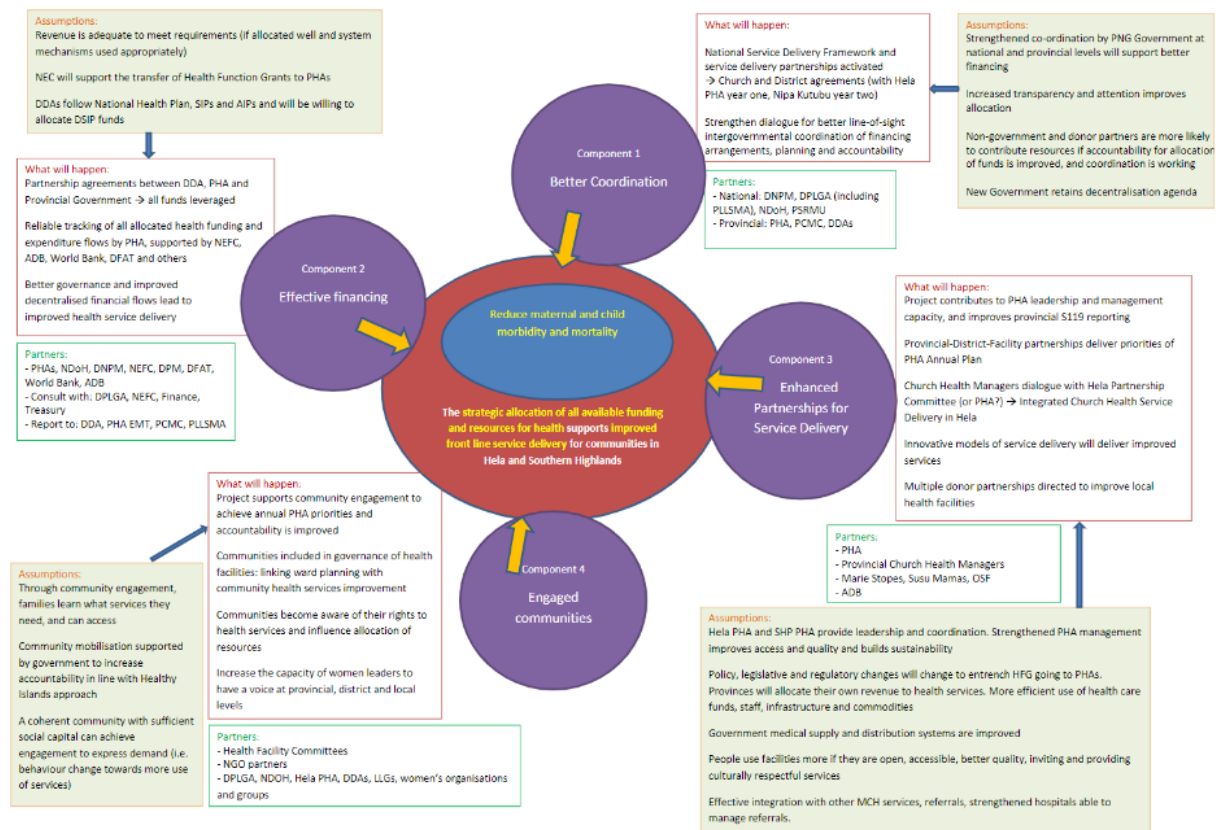 Assumptions:
Revenue is adequate to meet requirements (if allocated well and system
mechanisms used appropriately)
NEC will support the transfer of Health Function Grants to PHAs
DDAs follow National Health Plan, SIPs and AIPs and will be willing to
allocate DSIP funds
What will happen:
Partnership agreements between DDA, PHA and
Provincial Government → all funds leveraged
Reliable tracking of all allocated health funding and
expenditure flows by PHA, supported by NEFC,
ADB, World Bank, DFAT and others
Better governance and improved
decentralised financial flows lead to
improved health service delivery
Partners:
- PHAs, NDoH, DNPM, NEFC, DPM, DFAT,
World Bank, ADB
- Consult with: DPLGA, NEFC, Finance,
Treasury
- Report to: DDA, PHA EMT, PCMC, PLLSMA
Component 2
Effective financing
Component 1
Better Coordination
What will happen:
National Service Delivery Framework and
service delivery partnerships activated
→ Church and District agreements (with Hela
PHA year one, Nipa Kutubu year two)
Strengthen dialogue for better line-of-sight
intergovernmental coordination of financing
arrangements, planning and accountability
Partners:
- National: DNPM, DPLGA (including
PLLSMA), NDoH, PSRMU
- Provincial: PHA, PCMC, DDAs
Assumptions:
Strengthened co-ordination by PNG Government at
national and provincial levels will support better
financing
Increased transparency and attention improves
allocation
Non-government and donor partners are more likely
to contribute resources if accountability for allocation
of funds is improved, and coordination is working
New Government retains decentralisation agenda
Reduce maternal and child
morbidity and mortality
The strategic allocation of all available funding
and resources for health supports improved
front line service delivery for communities in
Hela and Southern Highlands
Component 3
Enhanced
Partnerships for
Service Delivery
What will happen:
Project contributes to PHA leadership and management
capacity, and improves provincial S119 reporting
Provincial-District-Facility partnerships deliver priorities of
PHA Annual Plan
Church Health Managers dialogue with Hela Partnership
Committee (or PHA?) → Integrated Church Health Service
Delivery in Hela
Innovative models of service delivery will deliver improved
services
Multiple donor partnerships directed to improve local
health facilities
Partners:
- PHA
- Provincial Church Health Managers
- Marie Stopes, Susu Mamas, OSF
- ADB
Assumptions:
Hela PHA and SHP PHA provide leadership and coordination. Strengthened PHA management
improves access and quality and builds sustainability
Policy, legislative and regulatory changes will change to entrench HFG going to PHAs.
Provinces will allocate their own revenue to health services. More efficient use of health care
funds, staff, infrastructure and commodities
Government medical supply and distribution systems are improved
People use facilities more if they are open, accessible, better quality, inviting and providing
culturally respectful services
Effective integration with other MCH services, referrals, strengthened hospitals able to
manage referrals.
Component 4
Engaged
communities
What will happen:
Project supports community engagement to
achieve annual PHA priorities and
accountability is improved
Communities included in governance of health
facilities: linking ward planning with
community health services improvement
Communities become aware of their rights to
health services and influence allocation of
resources
Increase the capacity of women leaders to
have a voice at provincial, district and local
levels
Partners:
- Health Facility Committees
- NGO partners
- DPLGA, NDOH, Hela PHA, DDAs, LLGs, women's organisations
and groups
Assumptions:
Through community engagement,
families learn what services they
need, and can access
Community mobilisation supported
by government to increase
accountability in line with Healthy
Islands approach
A coherent community with sufficient
social capital can achieve
engagement to express demand (i.e.
behaviour change towards more use
of services)